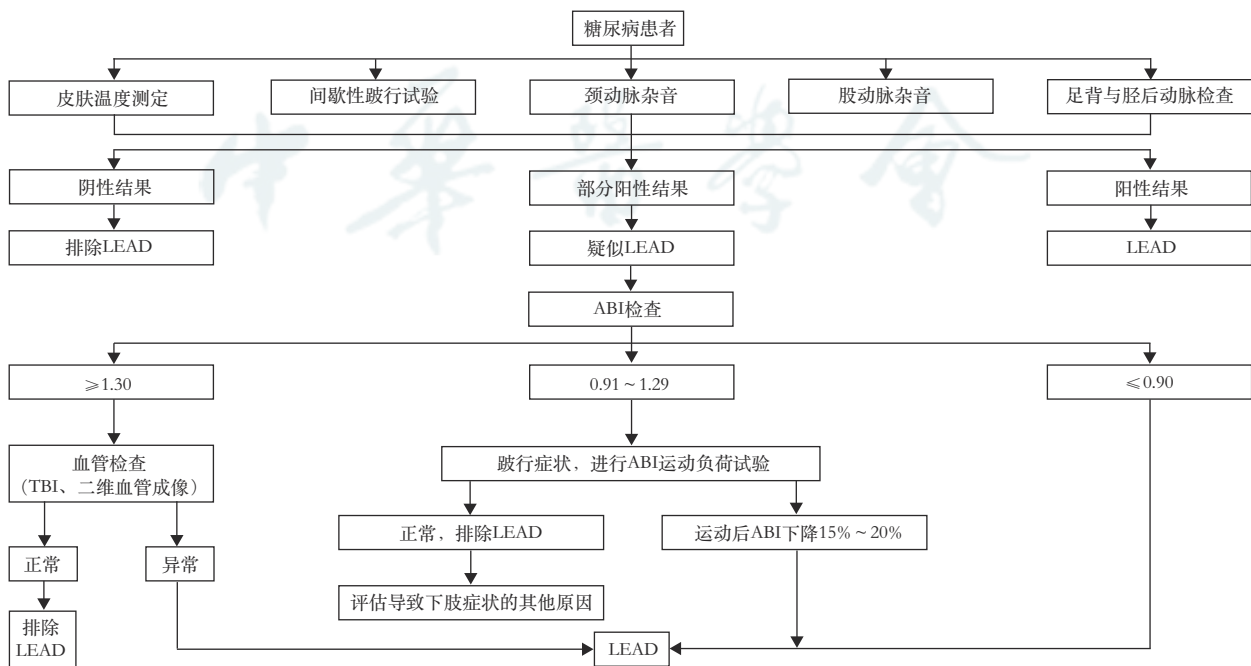 糖尿病患者
皮肤温度测定
间歇性跛行试验
颈动脉杂音
股动脉杂音
足背与胫后动脉检查
阴性结果
部分阳性结果
阳性结果
排除LEAD
疑似LEAD
LEAD
ABI检查
≥1.30
0.91～1.29
≤0.90
血管检查
（TBI、二维血管成像）
跛行症状，进行ABI运动负荷试验
正常，排除LEAD
运动后ABI下降15%～20%
正常
异常
评估导致下肢症状的其他原因
排除
LEAD
LEAD
中华医学会